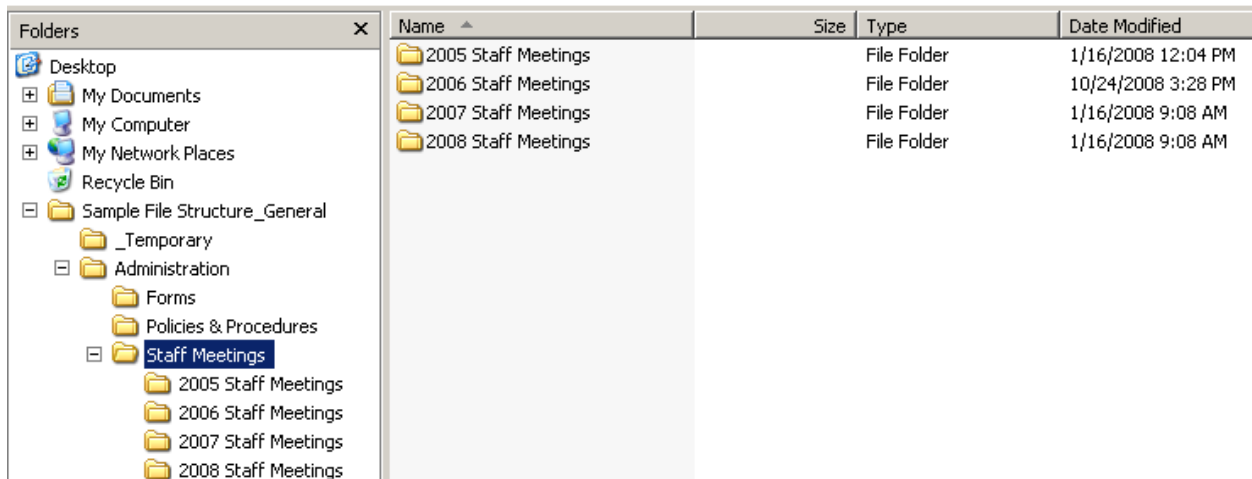 Folders
Desktop
My Documents
My Computer
My Network Places
Recycle Bin
Sample File Structure_General
_Temporary
Administration
Forms
Policies & Procedures
Staff Meetings
2005 Staff Meetings
2006 Staff Meetings
2007 Staff Meetings
2008 Staff Meetings
Name Size Type Date Modified
2005 Staff Meetings File Folder 1/16/2008 12:04 PM
2006 Staff Meetings File Folder 10/24/2008 3:28 PM
2007 Staff Meetings File Folder 1/16/2008 9:08 AM
2008 Staff Meetings File Folder 1/16/2008 9:08 AM